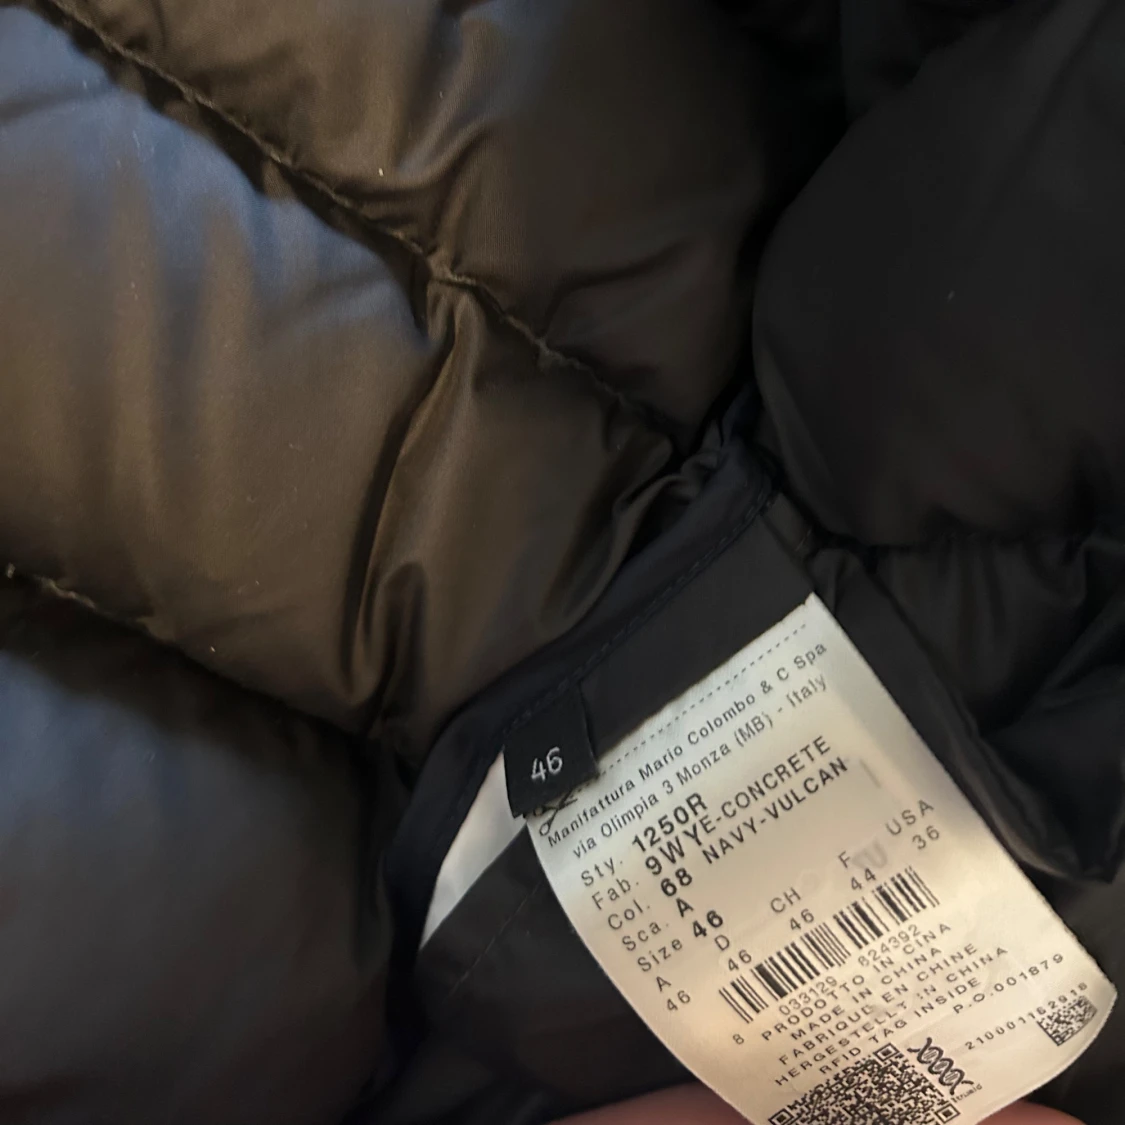 46
Manifattura Mario Colombo & C Spa
via Olimpia 3 Monza (MB) - Italy
Sty. 1250R
Fab. 9WYE-CONCRETE
Col. 68 NAVY-VULCAN
Sca. A
Size 46
A D CH F USA
46 46 46 44 36
8 033129 824392
PRODOTTO IN CINA
MADE IN CHINA
FABRIQUE EN CHINE
HERGESTELLT IN CHINA
RFID TAG INSIDE
P.O.001879
210001162918